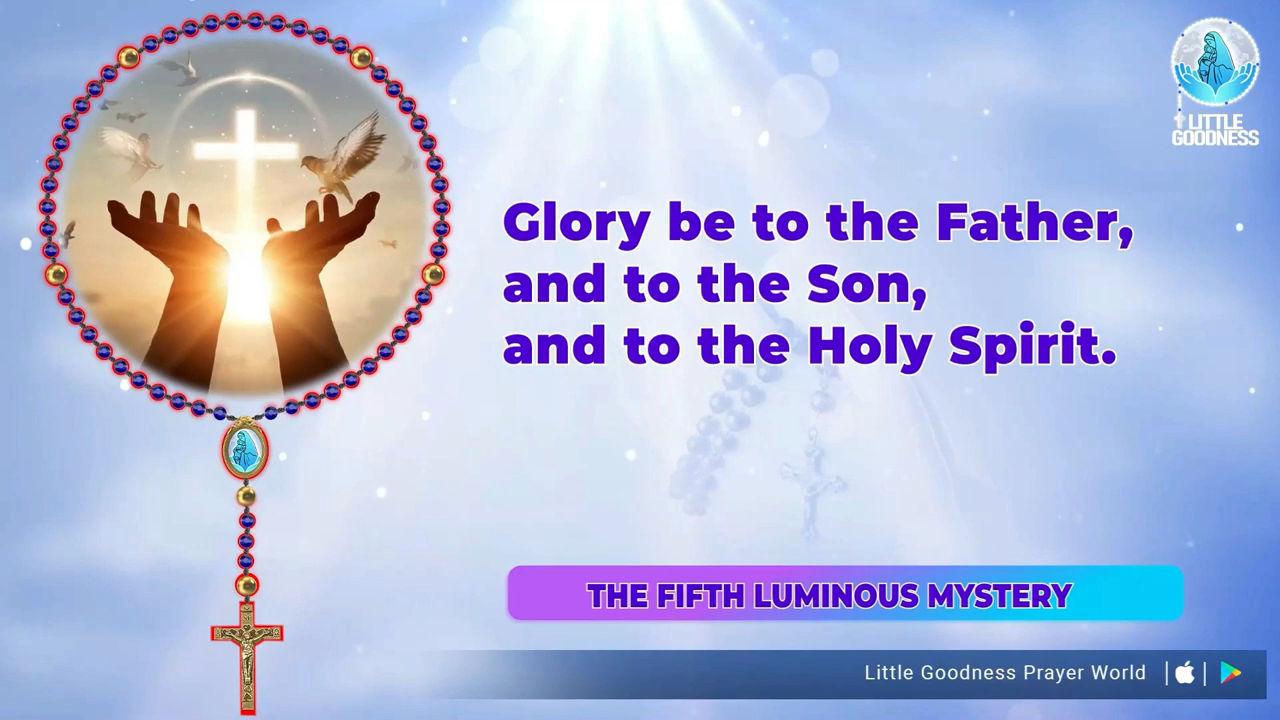 LITTLE
GOODNESS
Glory be to the Father,
and to the Son,
and to the Holy Spirit.
THE FIFTH LUMINOUS MYSTERY
Little Goodness Prayer World